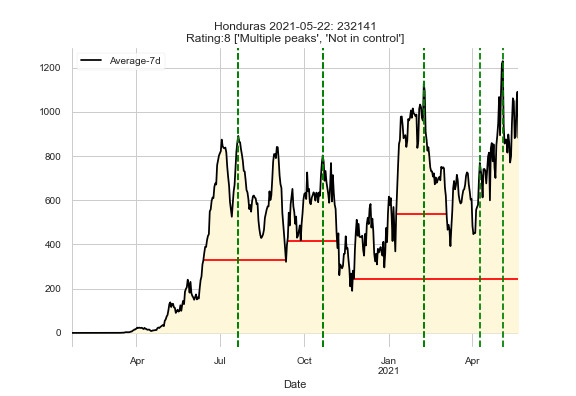 Honduras 2021-05-22: 232141
Rating:8 ['Multiple peaks', 'Not in control']
Average-7d
1200
1000
800
600
400
200
0
Apr
Jul
Oct
Jan
2021
Apr
Date